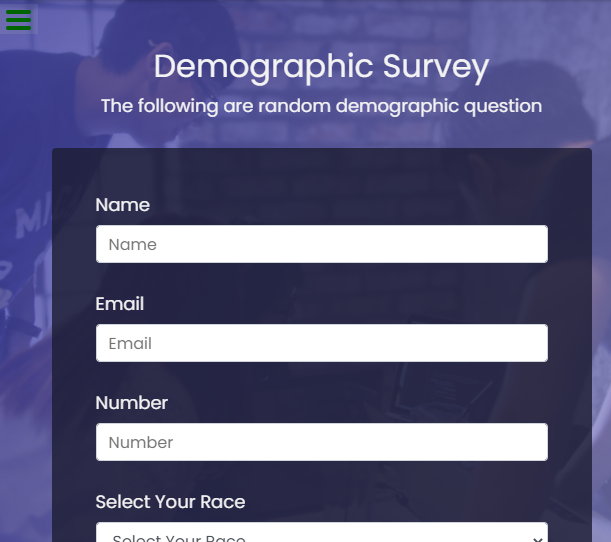 Demographic Survey
The following are random demographic question
Name
Name
Email
Email
Number
Number
Select Your Race
Select Your Race